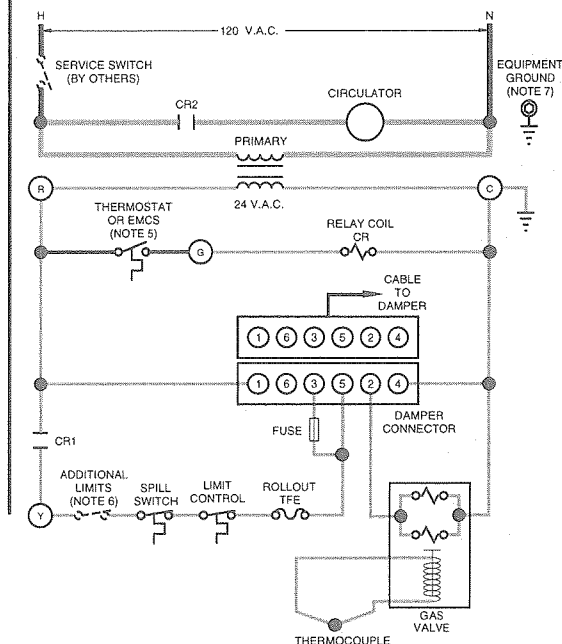 H
N
120 V.A.C.
SERVICE SWITCH
(BY OTHERS)
EQUIPMENT
GROUND
(NOTE 7)
CR2
CIRCULATOR
PRIMARY
R
C
24 V.A.C.
THERMOSTAT
OR EMCS
(NOTE 5)
RELAY COIL
CR
G
CABLE
TO
DAMPER
1 6 3 5 2 4
1 6 3 5 2 4
DAMPER
CONNECTOR
FUSE
CR1
ADDITIONAL
LIMITS
(NOTE 6)
SPILL
SWITCH
LIMIT
CONTROL
ROLLOUT
TFE
Y
GAS
VALVE
THERMOCOUPLE